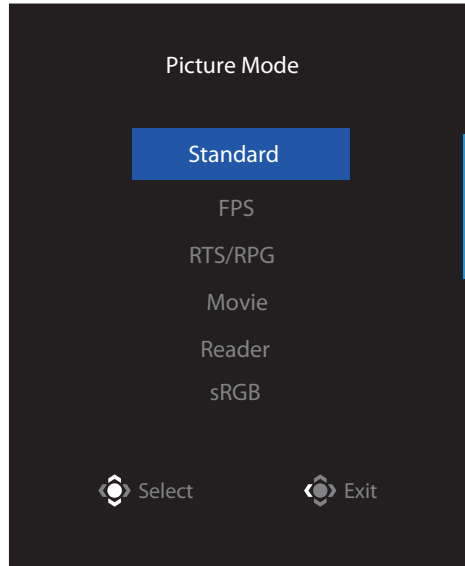 Picture Mode
Standard
FPS
RTS/RPG
Movie
Reader
sRGB
Select Exit